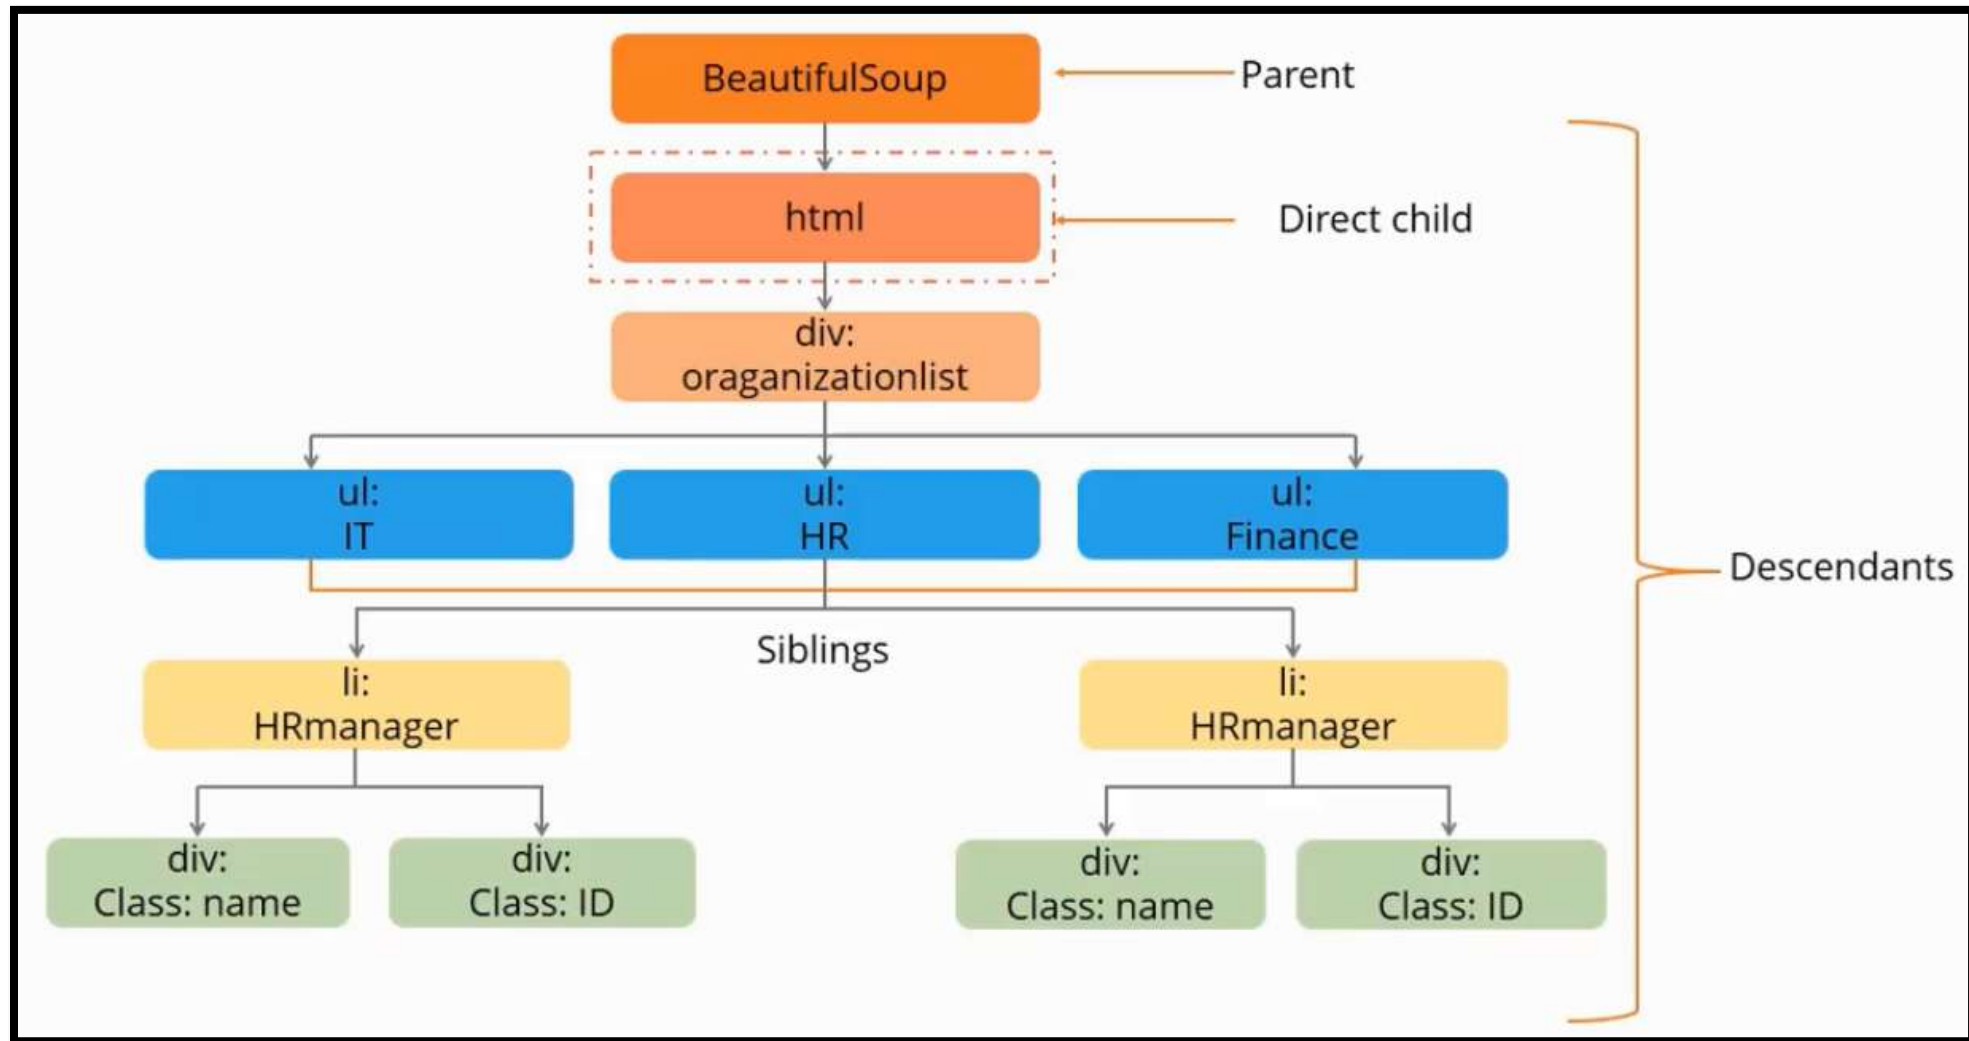 BeautifulSoup
Parent
html
Direct child
div:
oraganizationlist
ul:
IT
ul:
HR
ul:
Finance
Descendants
Siblings
li:
HRmanager
li:
HRmanager
div:
Class: name
div:
Class: ID
div:
Class: name
div:
Class: ID